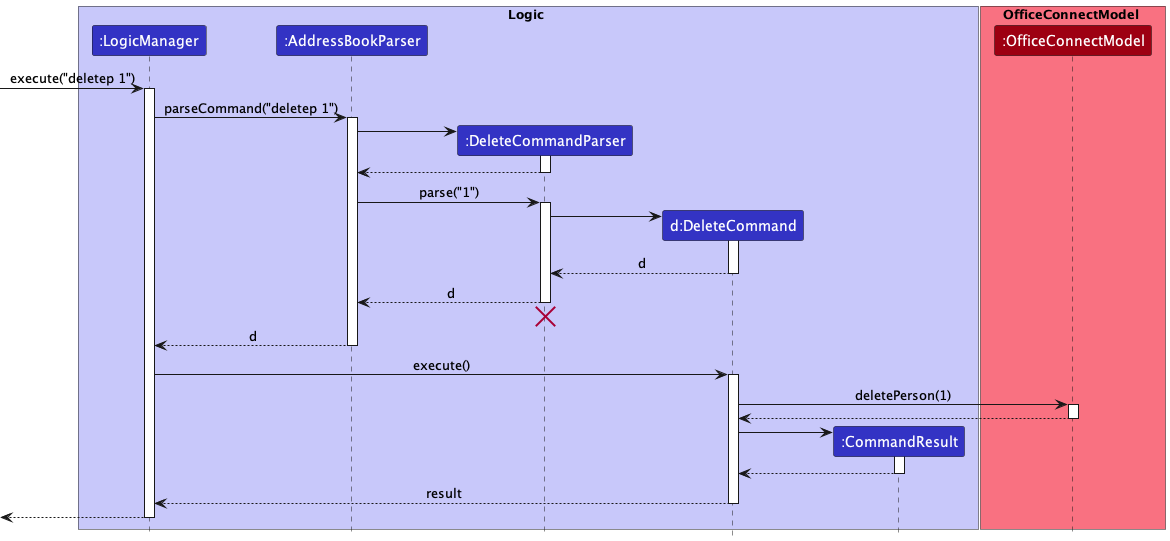 Logic
OfficeConnectModel
:LogicManager
:AddressBookParser
:OfficeConnectModel
execute("deletep 1")
parseCommand("deletep 1")
:DeleteCommandParser
parse("1")
d:DeleteCommand
d
d
d
execute()
deletePerson(1)
:CommandResult
result